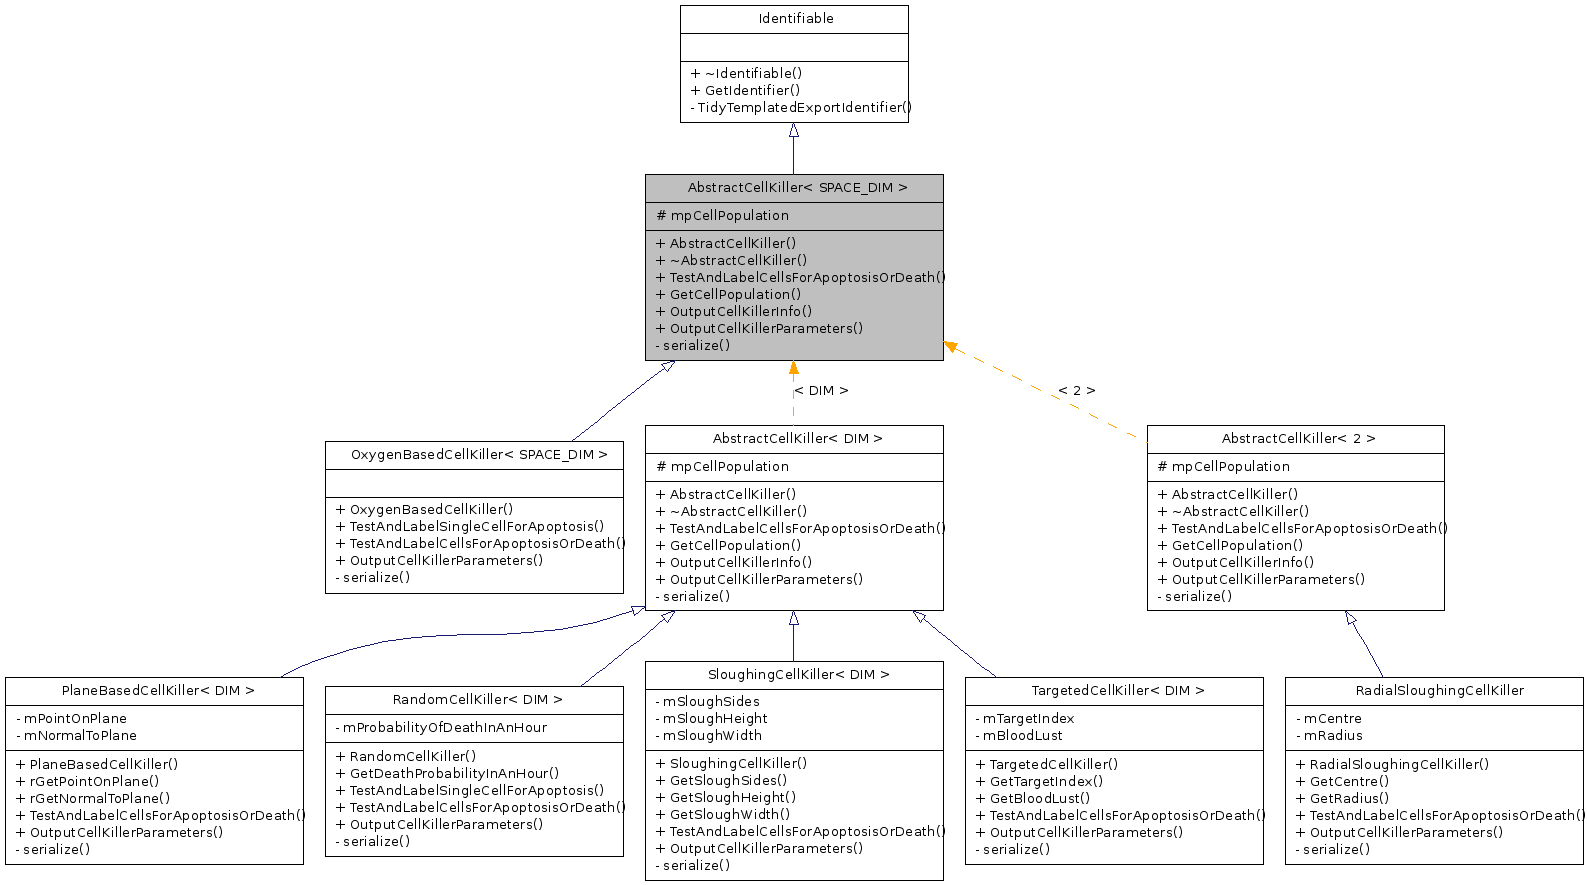 Identifiable
+ ~Identifiable()
+ GetIdentifier()
- TidyTemplatedExportIdentifier()
AbstractCellKiller< SPACE_DIM >
# mpCellPopulation
+ AbstractCellKiller()
+ ~AbstractCellKiller()
+ TestAndLabelCellsForApoptosisOrDeath()
+ GetCellPopulation()
+ OutputCellKillerInfo()
+ OutputCellKillerParameters()
- serialize()
< DIM >
< 2 >
OxygenBasedCellKiller< SPACE_DIM >
+ OxygenBasedCellKiller()
+ TestAndLabelSingleCellForApoptosis()
+ TestAndLabelCellsForApoptosisOrDeath()
+ OutputCellKillerParameters()
- serialize()
AbstractCellKiller< DIM >
# mpCellPopulation
+ AbstractCellKiller()
+ ~AbstractCellKiller()
+ TestAndLabelCellsForApoptosisOrDeath()
+ GetCellPopulation()
+ OutputCellKillerInfo()
+ OutputCellKillerParameters()
- serialize()
AbstractCellKiller< 2 >
# mpCellPopulation
+ AbstractCellKiller()
+ ~AbstractCellKiller()
+ TestAndLabelCellsForApoptosisOrDeath()
+ GetCellPopulation()
+ OutputCellKillerInfo()
+ OutputCellKillerParameters()
- serialize()
PlaneBasedCellKiller< DIM >
- mPointOnPlane
- mNormalToPlane
+ PlaneBasedCellKiller()
+ rGetPointOnPlane()
+ rGetNormalToPlane()
+ TestAndLabelCellsForApoptosisOrDeath()
+ OutputCellKillerParameters()
- serialize()
RandomCellKiller< DIM >
- mProbabilityOfDeathInAnHour
+ RandomCellKiller()
+ GetDeathProbabilityInAnHour()
+ TestAndLabelSingleCellForApoptosis()
+ TestAndLabelCellsForApoptosisOrDeath()
+ OutputCellKillerParameters()
- serialize()
SloughingCellKiller< DIM >
- mSloughSides
- mSloughHeight
- mSloughWidth
+ SloughingCellKiller()
+ GetSloughSides()
+ GetSloughHeight()
+ GetSloughWidth()
+ TestAndLabelCellsForApoptosisOrDeath()
+ OutputCellKillerParameters()
- serialize()
TargetedCellKiller< DIM >
- mTargetIndex
- mBloodLust
+ TargetedCellKiller()
+ GetTargetIndex()
+ GetBloodLust()
+ TestAndLabelCellsForApoptosisOrDeath()
+ OutputCellKillerParameters()
- serialize()
RadialSloughingCellKiller
- mCentre
- mRadius
+ RadialSloughingCellKiller()
+ GetCentre()
+ GetRadius()
+ TestAndLabelCellsForApoptosisOrDeath()
+ OutputCellKillerParameters()
- serialize()